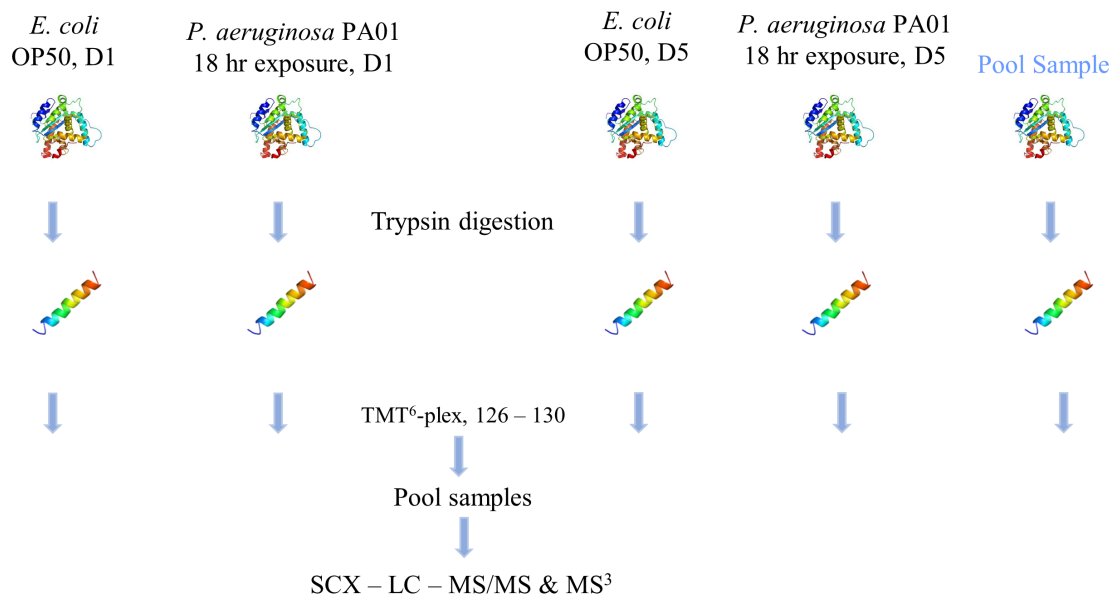 E. coli
OP50, D1
P. aeruginosa PA01
18 hr exposure, D1
E. coli
OP50, D5
P. aeruginosa PA01
18 hr exposure, D5
Pool Sample
Trypsin digestion
TMT⁶-plex, 126 – 130
Pool samples
SCX – LC – MS/MS & MS³